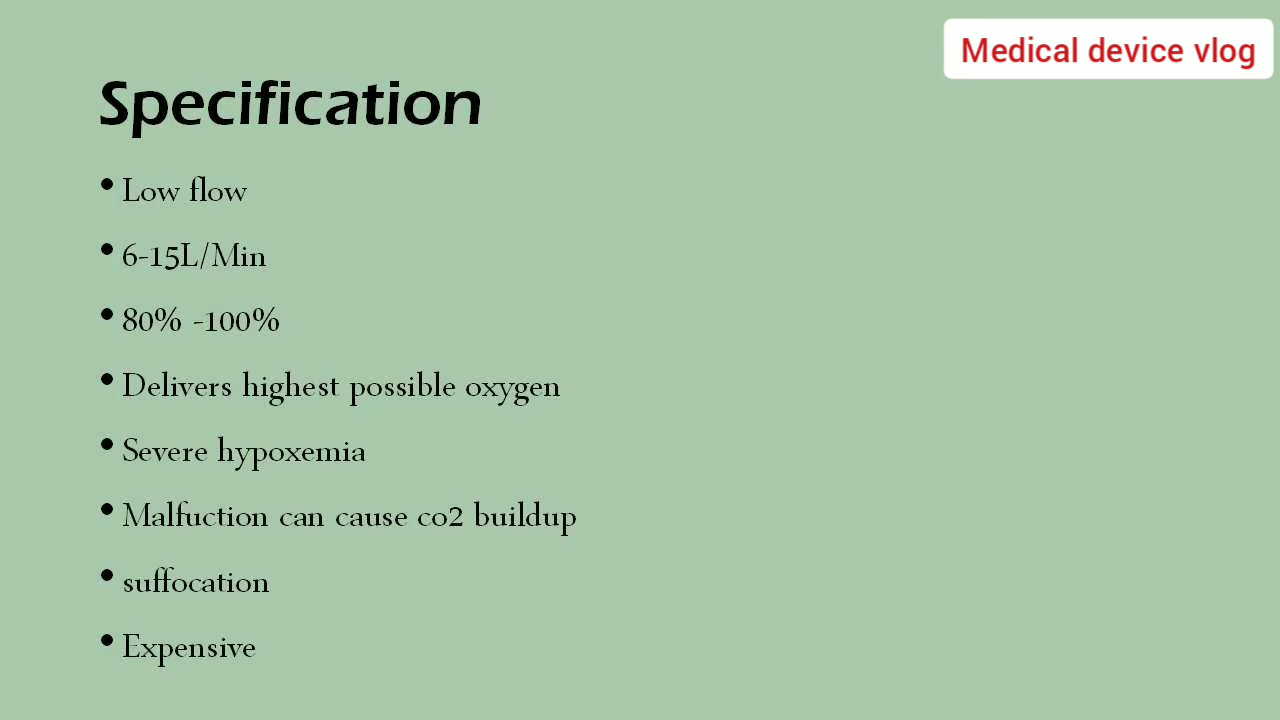 Medical device vlog
Specification
• Low flow
• 6-15L/Min
• 80% -100%
• Delivers highest possible oxygen
• Severe hypoxemia
• Malfuction can cause co2 buildup
• suffocation
• Expensive